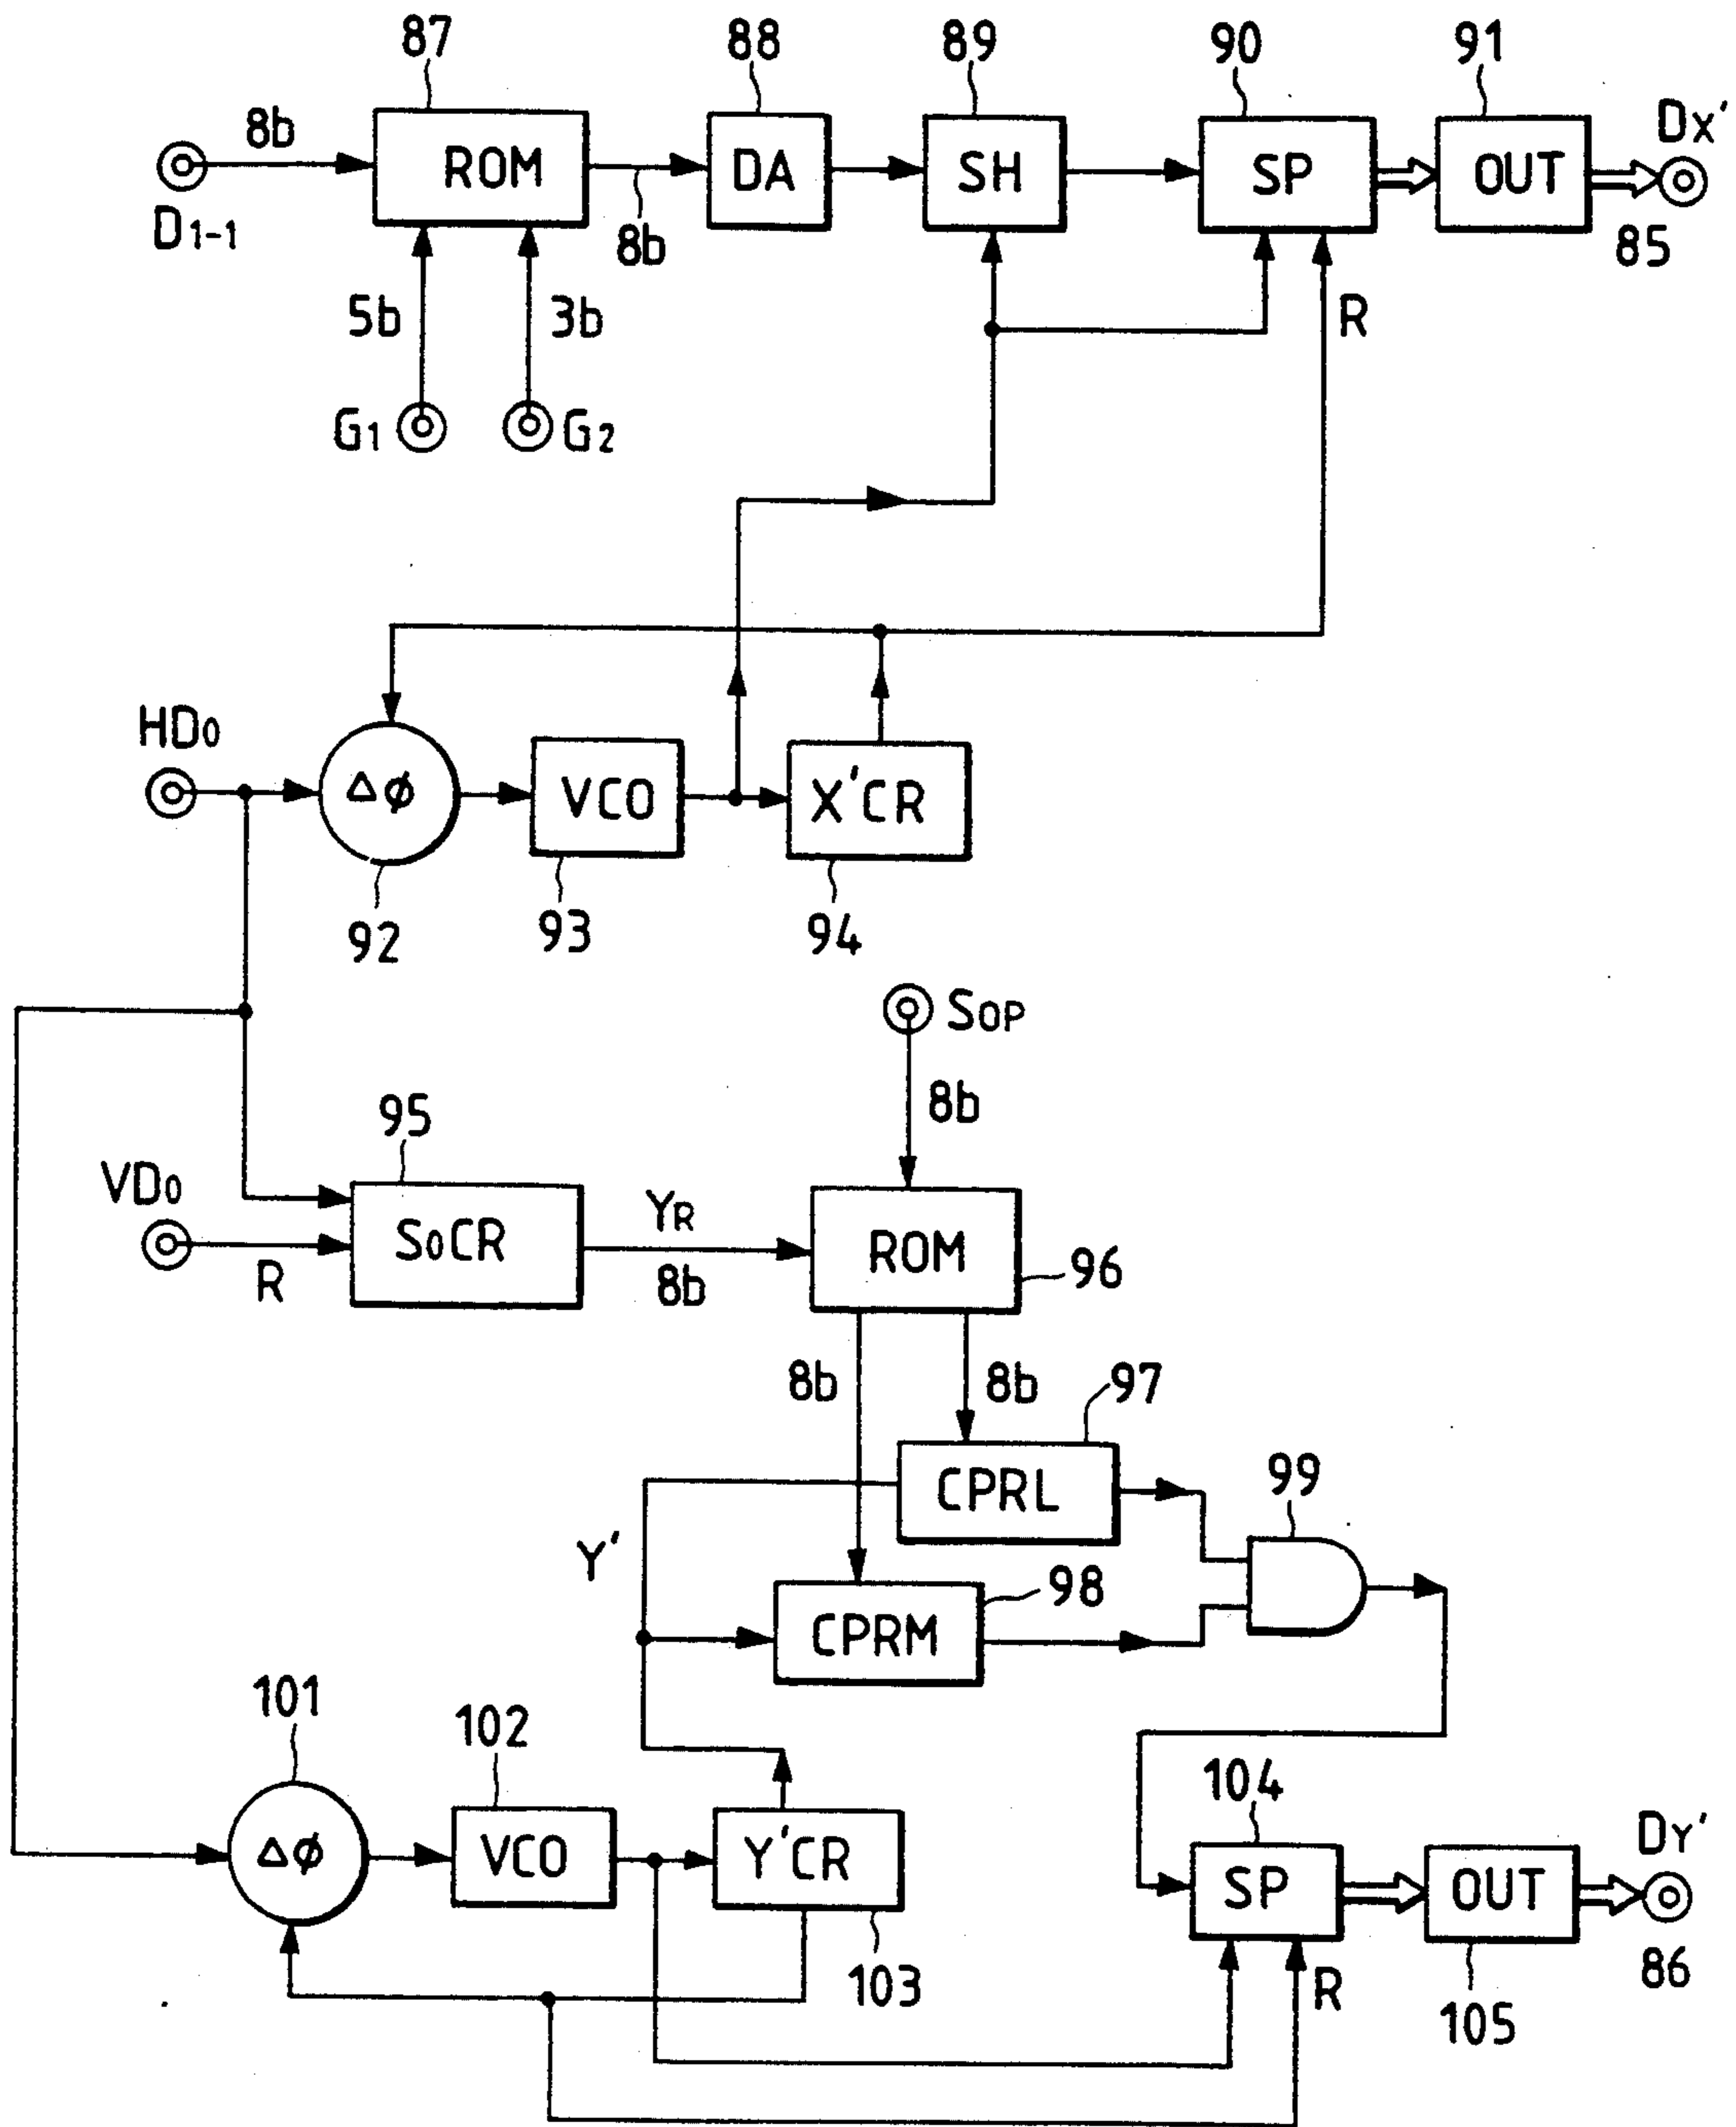 87
88
89
90
91
8b
ROM
DA
SH
SP
OUT
DX'
D1-1
8b
85
5b
3b
R
G1
G2
HD0
Δϕ
VCO
X'CR
92
93
94
SOP
8b
95
VD0
R
S0CR
YR
8b
ROM
96
8b
8b
97
CPRL
99
Y'
98
CPRM
101
102
104
Δϕ
VCO
Y'CR
SP
OUT
DY'
103
R
105
86